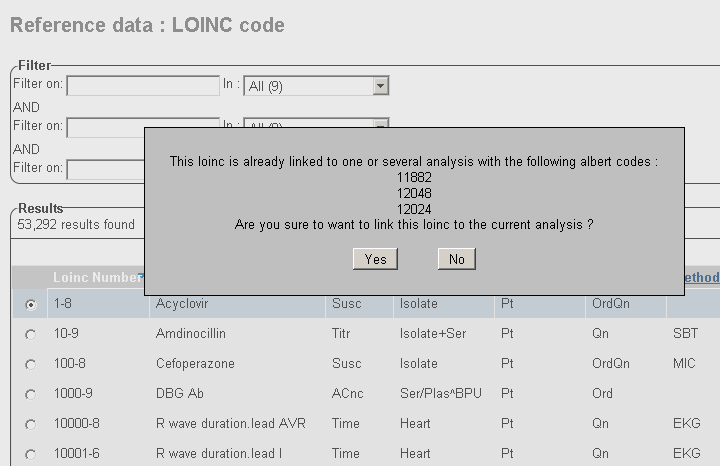 Reference data : LOINC code
Filter
Filter on: In : All (9)
AND
Filter on: In : All (9)
AND
Filter on:
This loinc is already linked to one or several analysis with the following albert codes :
11882
12048
12024
Are you sure to want to link this loinc to the current analysis ?
Yes No
Results
53,292 results found
Loinc Number
1-8 Acyclovir Susc Isolate Pt OrdQn
10-9 Amdinocillin Titr Isolate+Ser Pt Qn SBT
100-8 Cefoperazone Susc Isolate Pt OrdQn MIC
1000-9 DBG Ab ACnc Ser/Plas^BPU Pt Ord
10000-8 R wave duration.lead AVR Time Heart Pt Qn EKG
10001-6 R wave duration.lead I Time Heart Pt Qn EKG